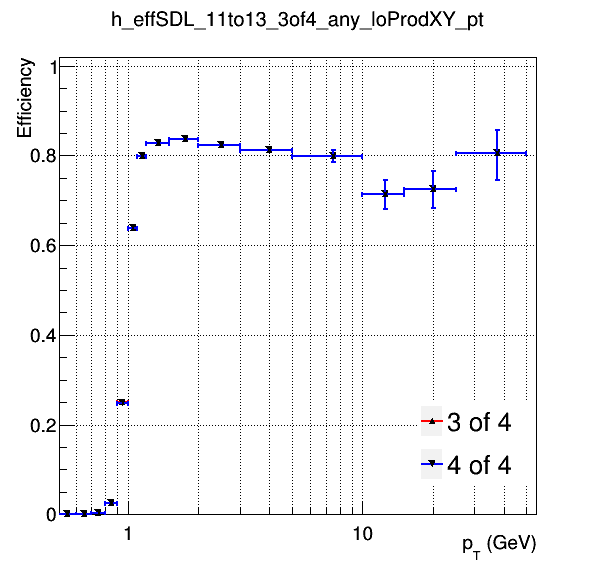 h_effSDL_11to13_3of4_any_loProdXY_pt
Efficiency
1
0.8
0.6
0.4
0.2
0
3 of 4
4 of 4
1
10
p_T (GeV)